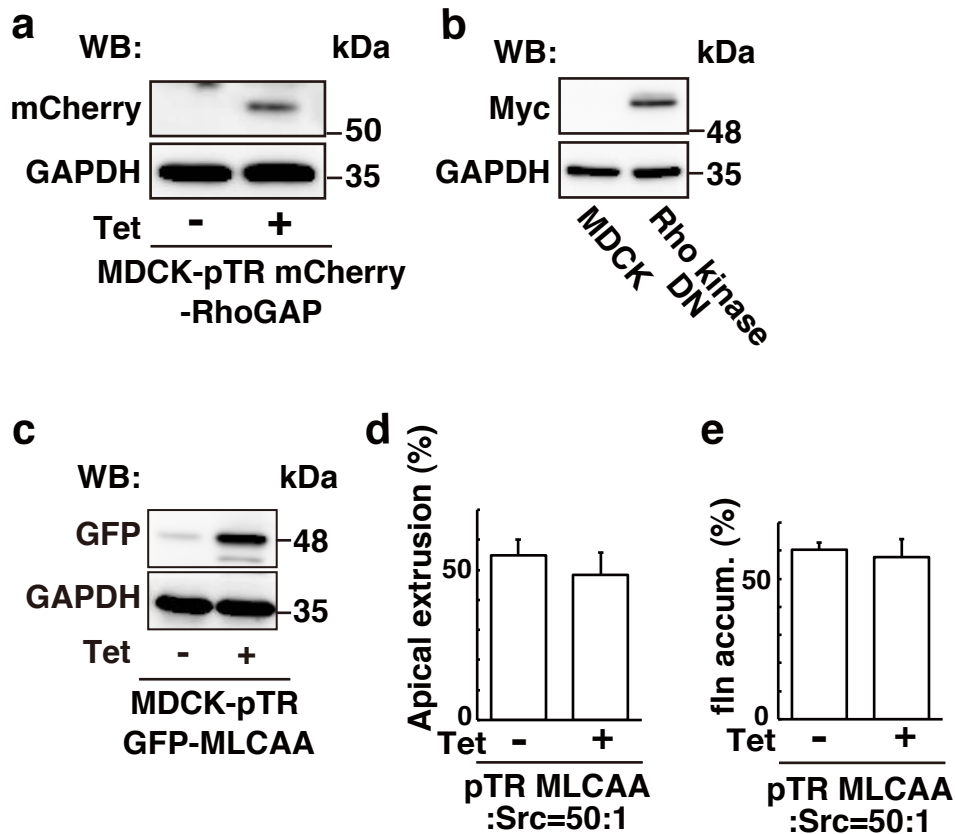 a
WB: kDa
mCherry
50
GAPDH
35
Tet - +
MDCK-pTR mCherry
-RhoGAP
b
WB: kDa
Myc
48
GAPDH
35
MDCK
Rho kinase
DN
c
WB: kDa
GFP
48
GAPDH
35
Tet - +
MDCK-pTR
GFP-MLCAA
d
Apical extrusion (%)
50
0
Tet - +
pTR MLCAA
:Src=50:1
e
fln accum. (%)
50
0
Tet - +
pTR MLCAA
:Src=50:1